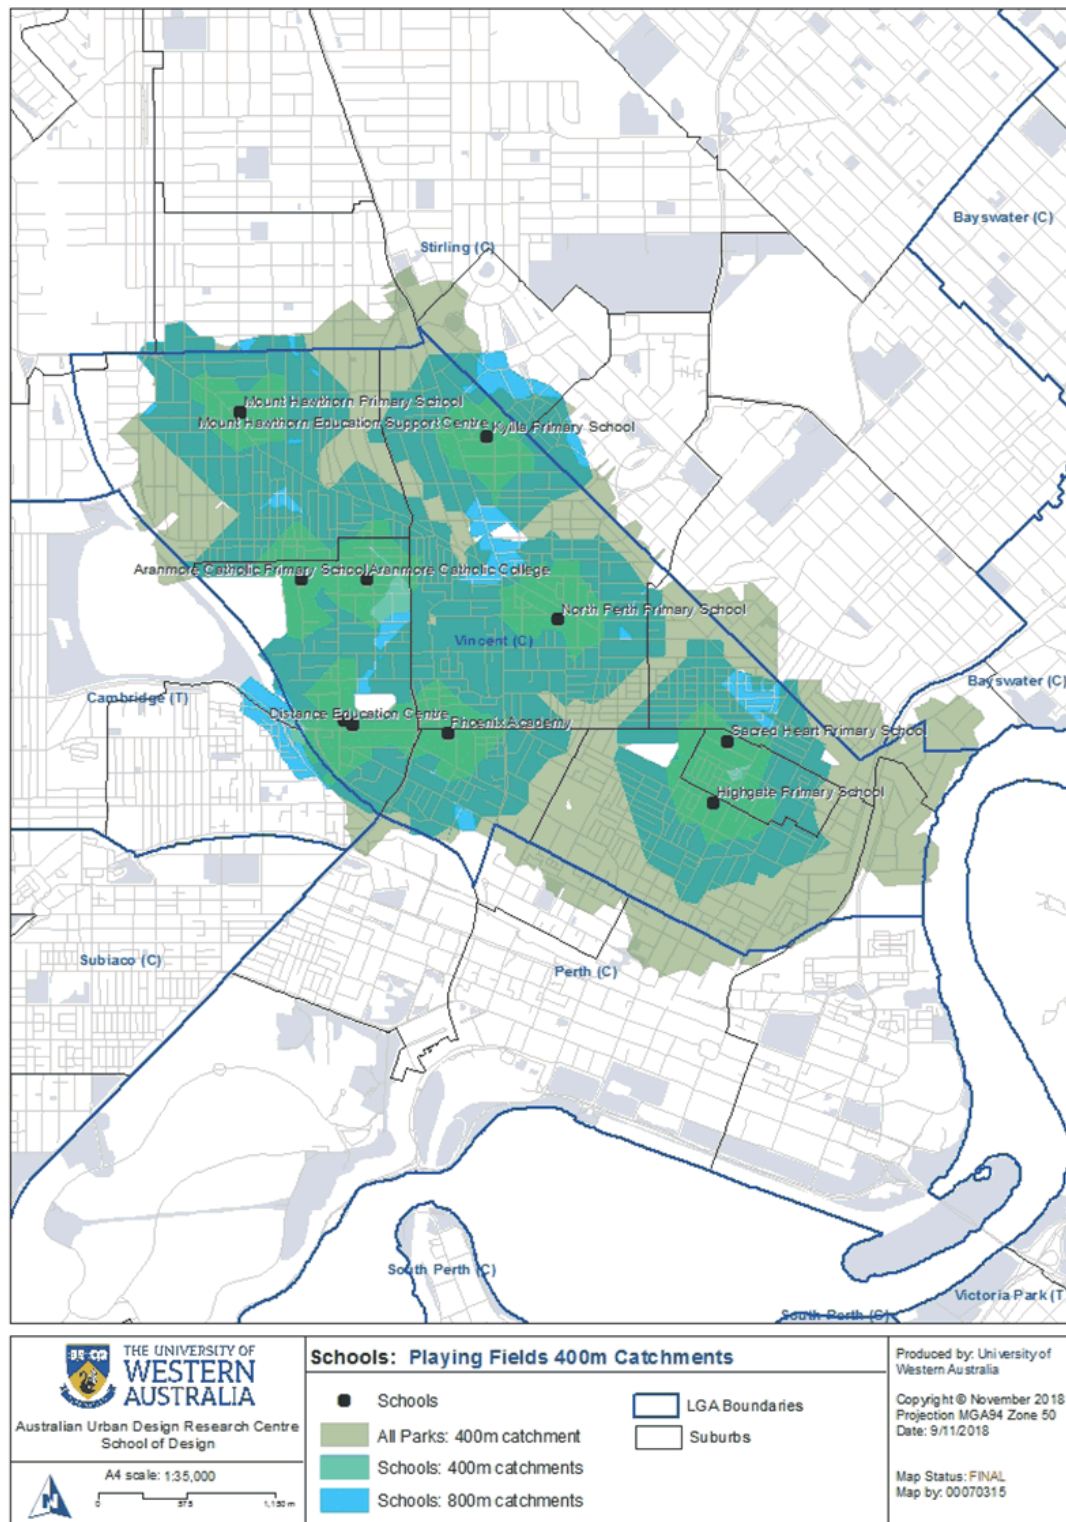 Bayswater (C)
Stirling (C)
Mount Hawthorn Primary School
Mount Hawthorn Education Support Centre
Kyilla Primary School
Aranmore Catholic Primary School
Aranmore Catholic College
North Perth Primary School
Vincent (C)
Bayswater (C)
Cambridge (T)
Distance Education Centre
Phoenix Academy
Sacred Heart Primary School
Highgate Primary School
Subiaco (C)
Perth (C)
South Perth (C)
Victoria Park (T
South Perth (C)
THE UNIVERSITY OF
WESTERN
AUSTRALIA
Australian Urban Design Research Centre
School of Design
N
A4 scale: 1:35,000
0 575 1,150 m
Schools: Playing Fields 400m Catchments
Schools
All Parks: 400m catchment
Schools: 400m catchments
Schools: 800m catchments
LGA Boundaries
Suburbs
Produced by: University of
Western Australia
Copyright © November 2018
Projection MGA94 Zone 50
Date: 9/11/2018
Map Status: FINAL
Map by: 00070315